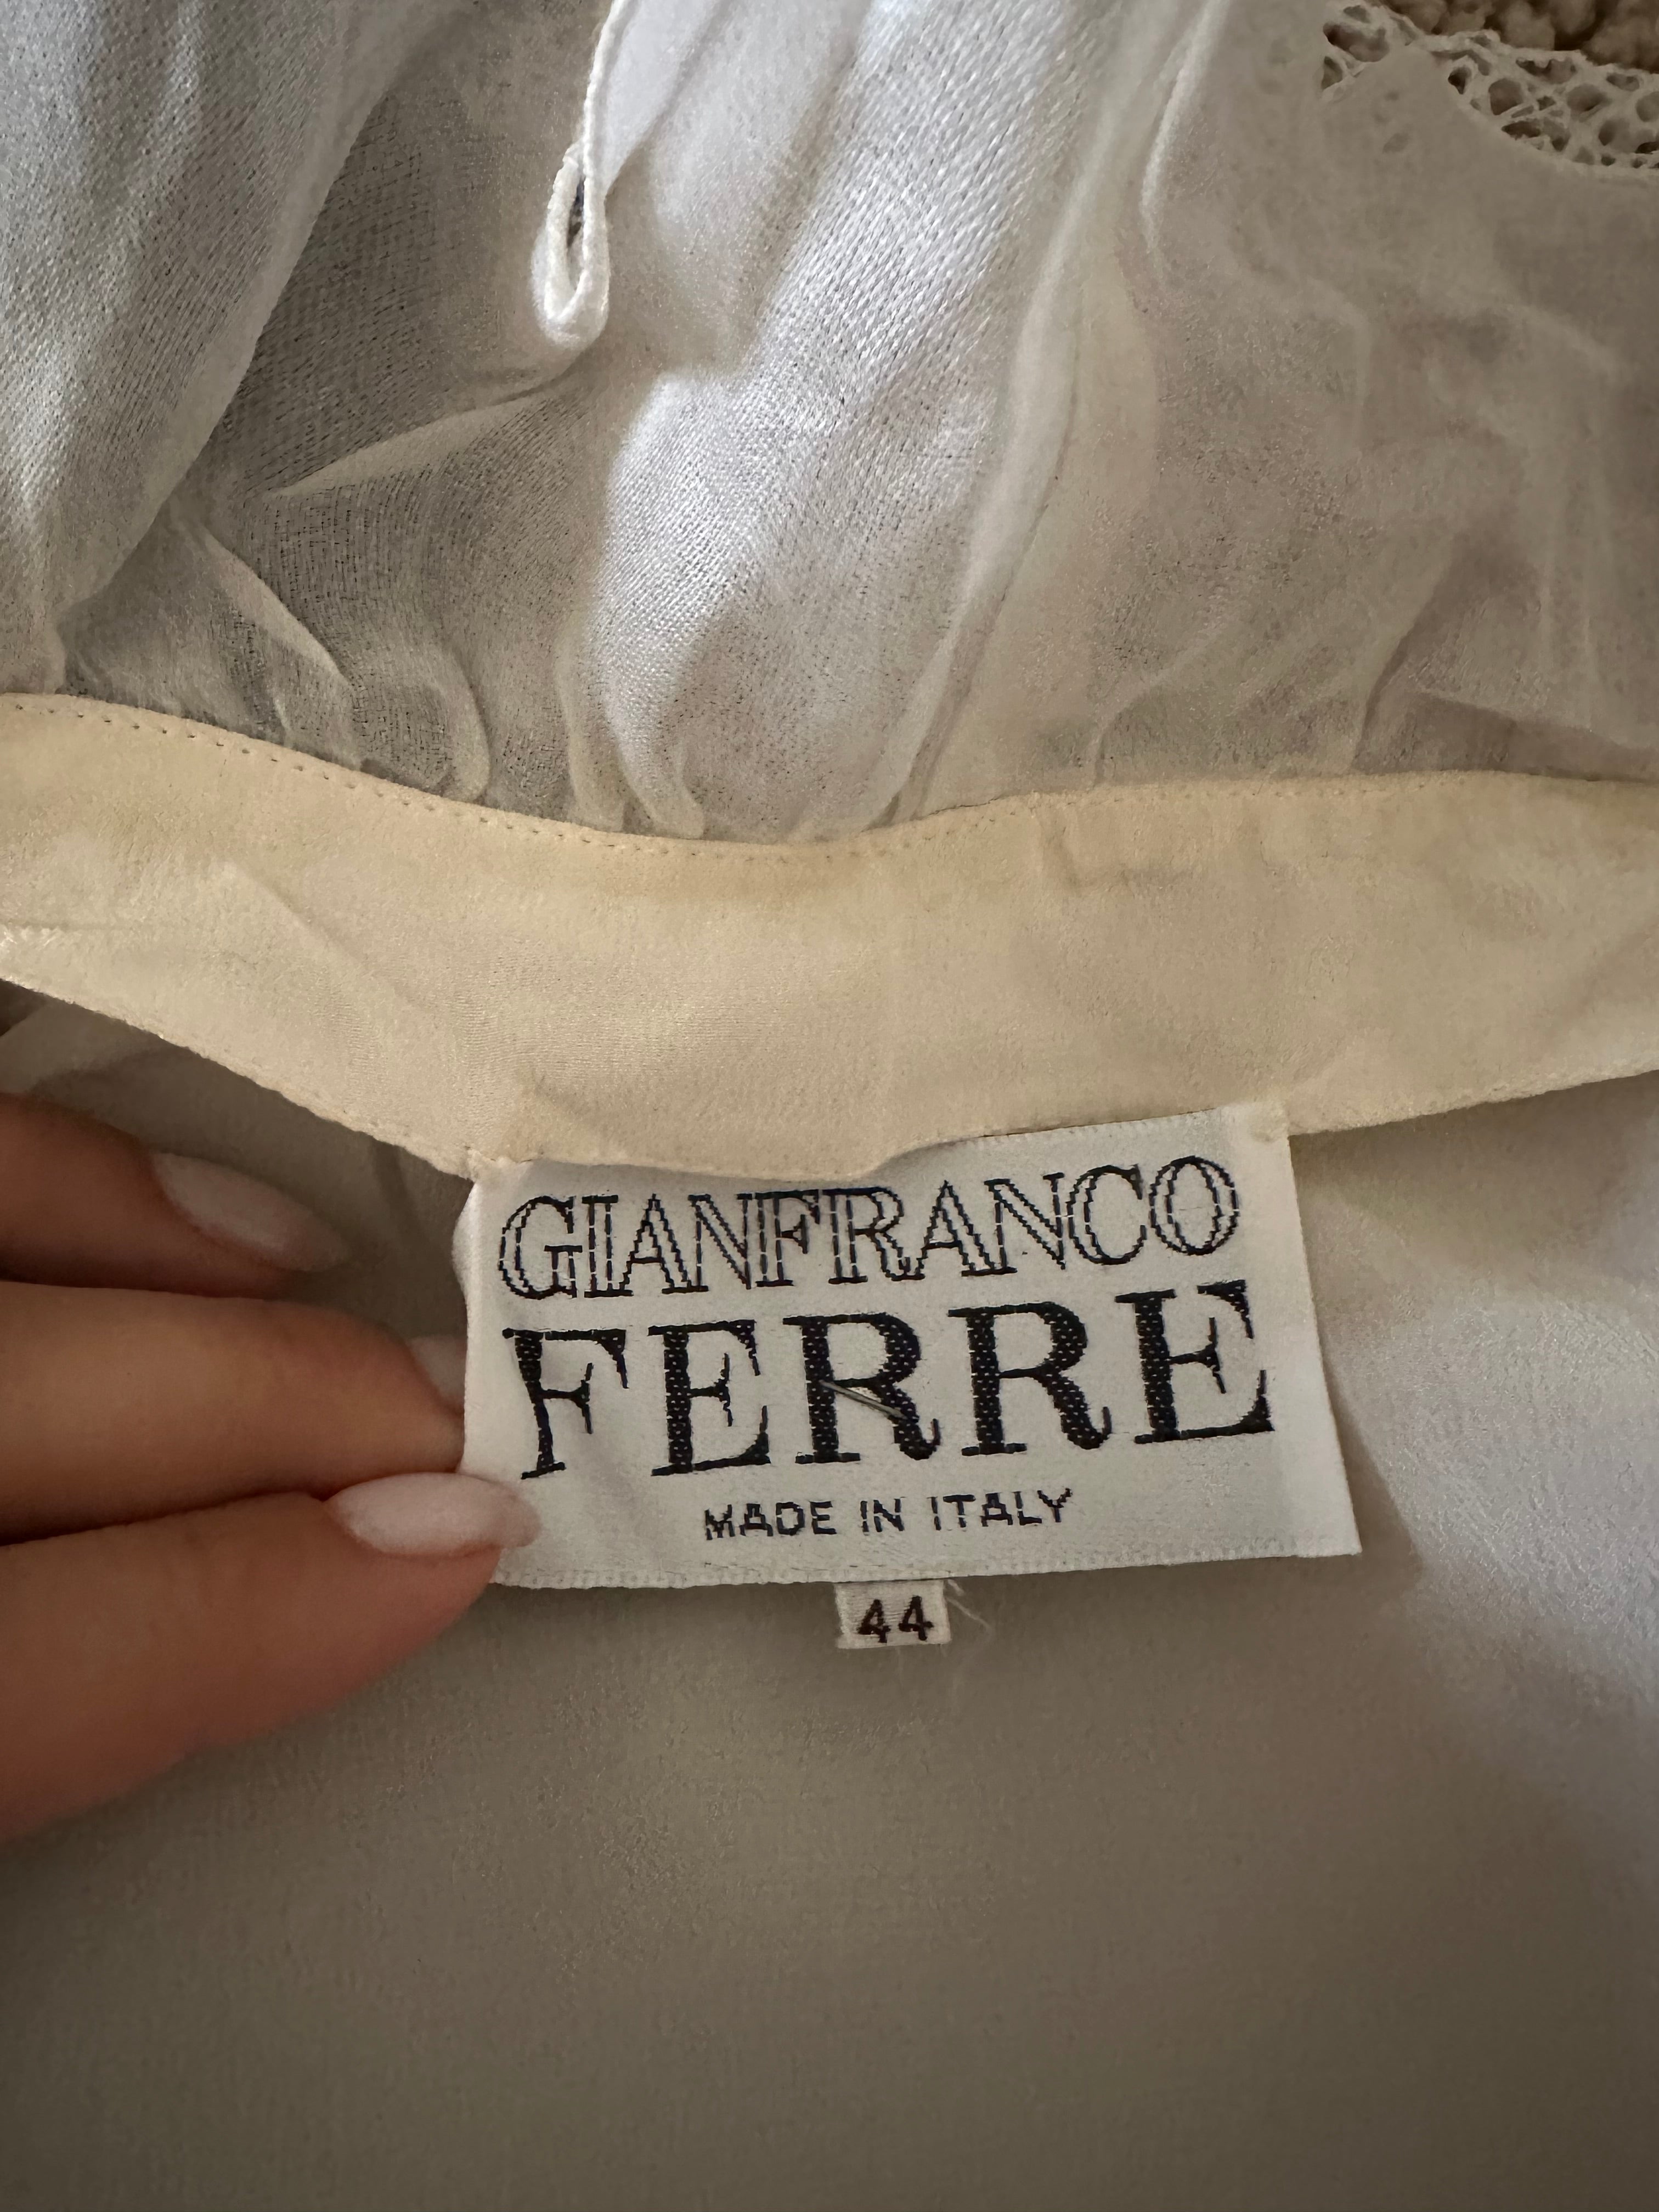 GIANFRANCO
FERRE
MADE IN ITALY
44